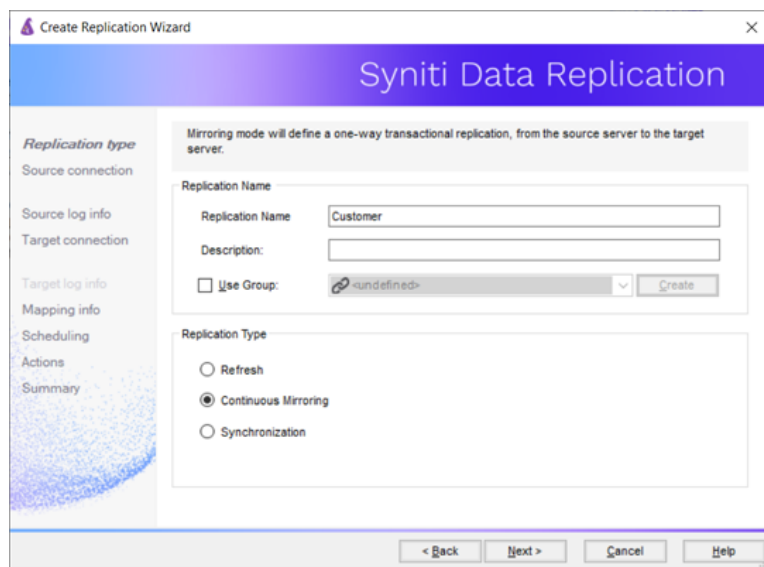 Create Replication Wizard
Syniti Data Replication
Replication type
Source connection
Source log info
Target connection
Target log info
Mapping info
Scheduling
Actions
Summary
Mirroring mode will define a one-way transactional replication, from the source server to the target
server.
Replication Name
Replication Name Customer
Description:
Use Group: <undefined> Create
Replication Type
Refresh
Continuous Mirroring
Synchronization
< Back Next > Cancel Help